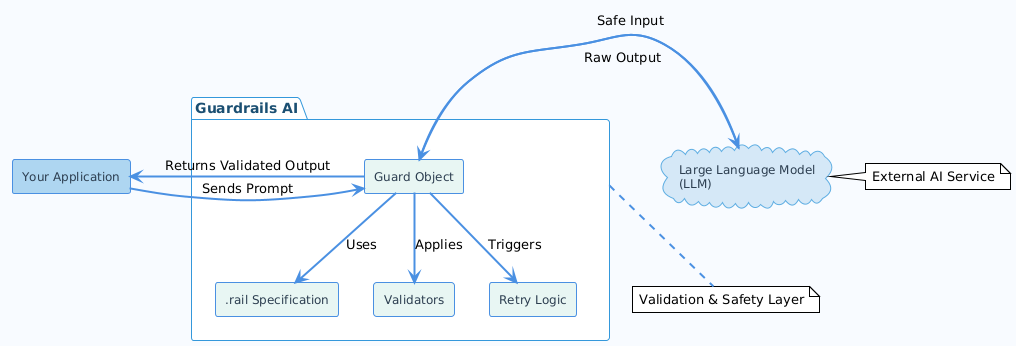 Safe Input
Raw Output
Guardrails AI
Returns Validated Output
Your Application
Sends Prompt
Guard Object
Large Language Model
(LLM)
External AI Service
Uses
Applies
Triggers
.rail Specification
Validators
Retry Logic
Validation & Safety Layer